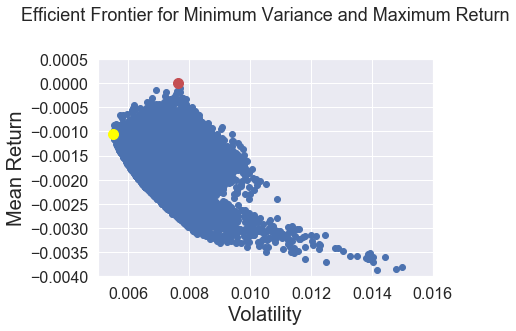 Efficient Frontier for Minimum Variance and Maximum Return
0.0005
0.0000
−0.0005
−0.0010
−0.0015
−0.0020
−0.0025
−0.0030
−0.0035
−0.0040
Mean Return
0.006 0.008 0.010 0.012 0.014 0.016
Volatility